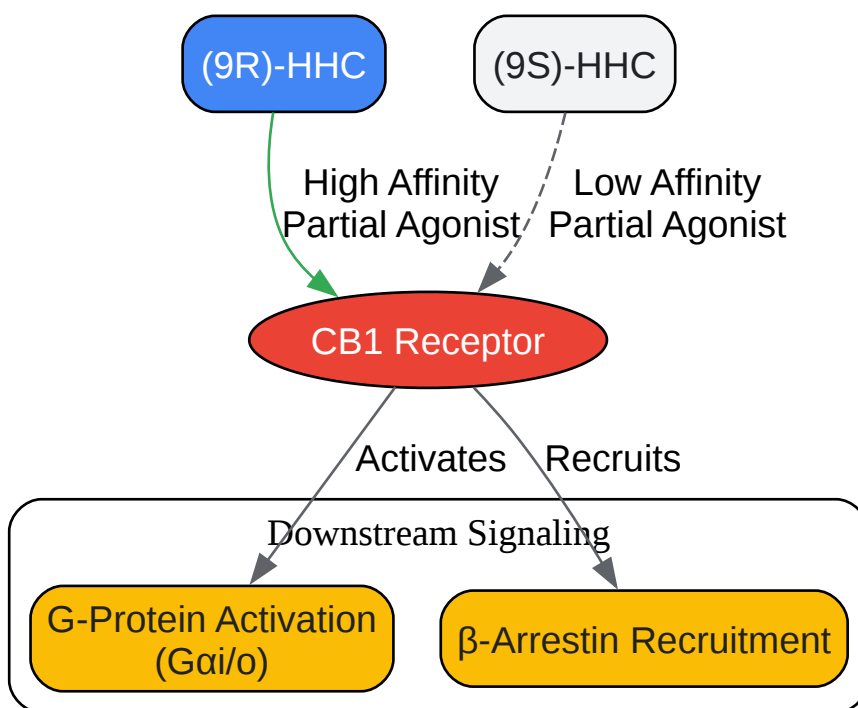 (9R)-HHC
(9S)-HHC
High Affinity
Partial Agonist
Low Affinity
Partial Agonist
CB1 Receptor
Activates
Recruits
Downstream Signaling
G-Protein Activation
(Gαi/o)
β-Arrestin Recruitment